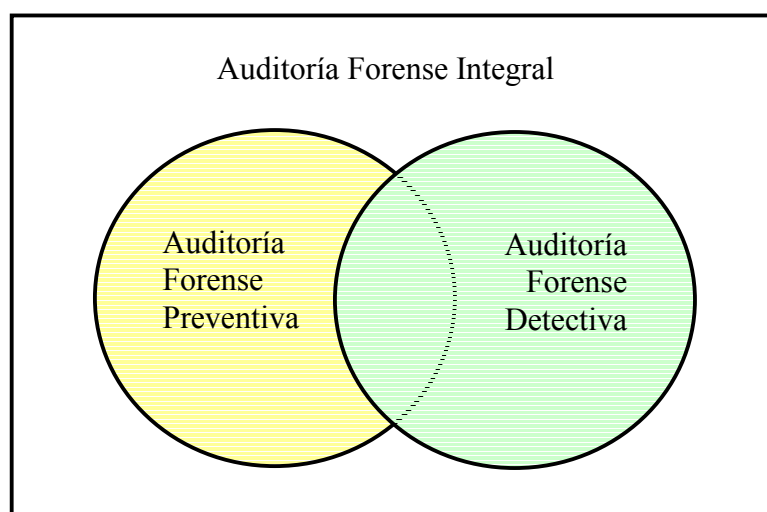 Auditoría Forense Integral
Auditoría
Forense
Preventiva
Auditoría
Forense
Detectiva